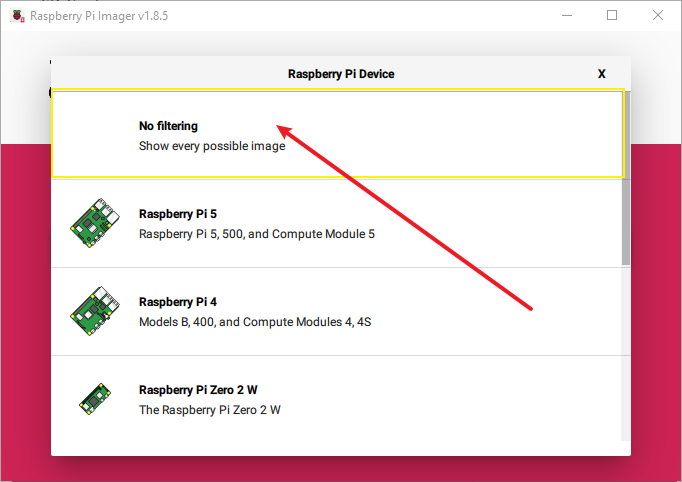 Raspberry Pi Imager v1.8.5
Raspberry Pi Device
X
No filtering
Show every possible image
Raspberry Pi 5
Raspberry Pi 5, 500, and Compute Module 5
Raspberry Pi 4
Models B, 400, and Compute Modules 4, 4S
Raspberry Pi Zero 2 W
The Raspberry Pi Zero 2 W